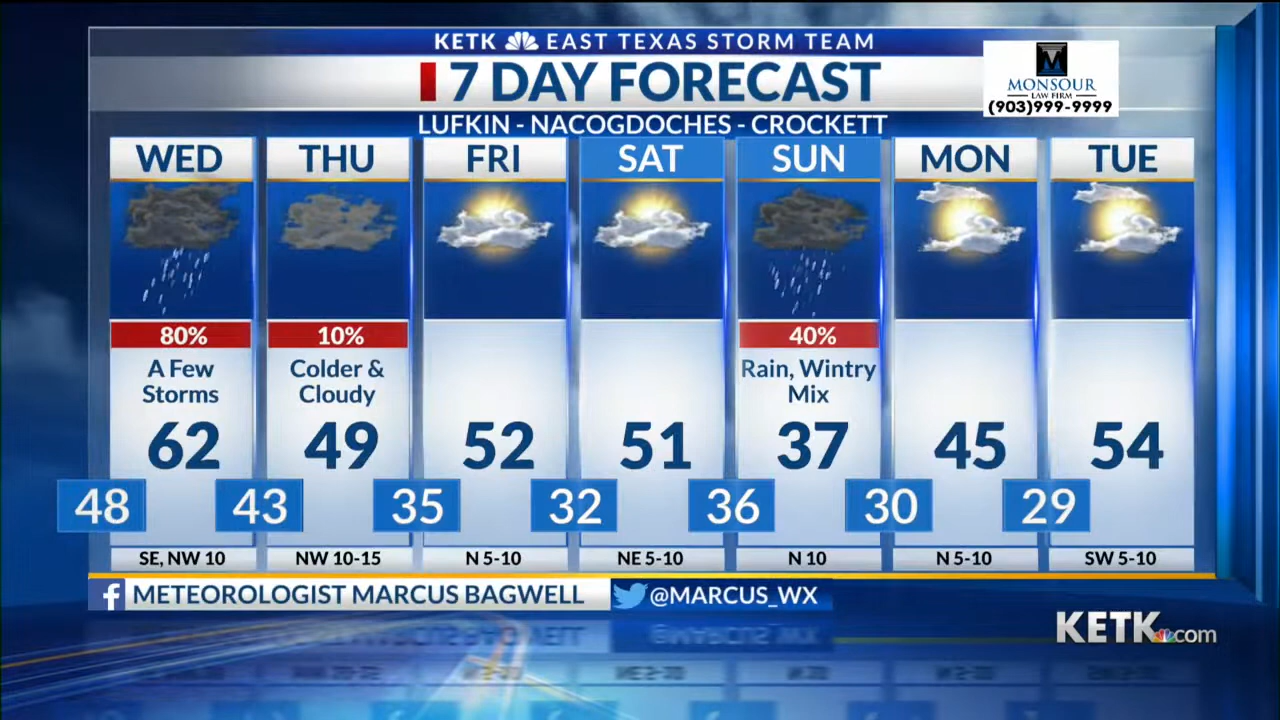 KETK EAST TEXAS STORM TEAM
7 DAY FORECAST
MONSOUR
LAW FIRM
(903)999-9999
LUFKIN - NACOGDOCHES - CROCKETT
WED THU FRI SAT SUN MON TUE
80% 10% 40%
A Few Colder & Rain, Wintry
Storms Cloudy Mix
62 49 52 51 37 45 54
48 43 35 32 36 30 29
SE, NW 10 NW 10-15 N 5-10 NE 5-10 N 10 N 5-10 SW 5-10
f METEOROLOGIST MARCUS BAGWELL @MARCUS_WX
KETK.com